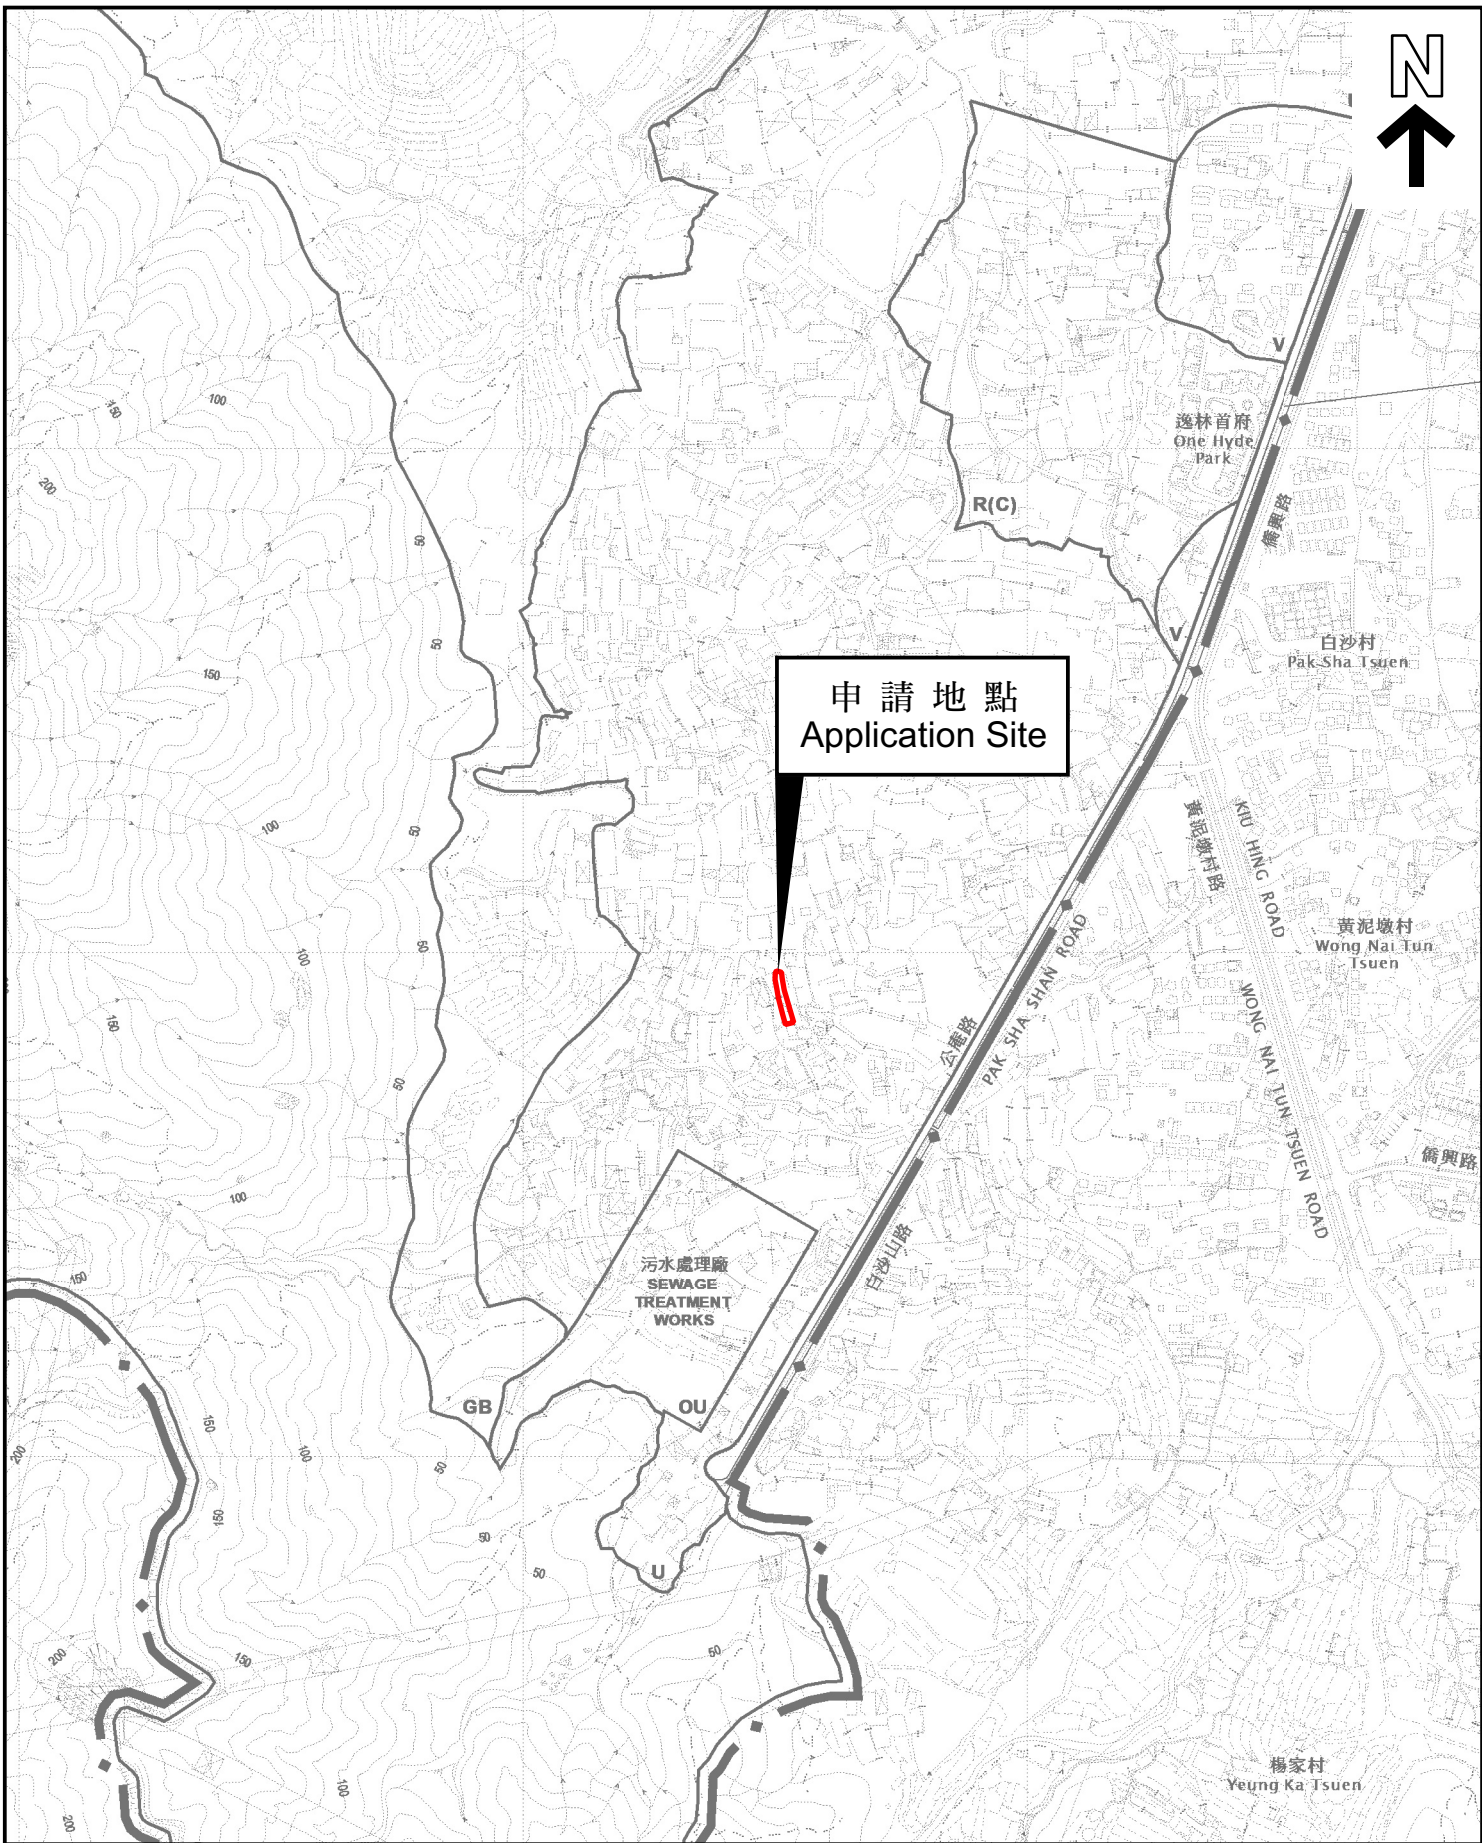 N
V
100
150
逸林首府
One Hyde
Park
200
R(C)
僑興路
50
V
50
白沙村
Pak Sha Tsuen
150
申請地點
Application Site
黃泥墩村路
KIU HING ROAD
100
50
黃泥墩村
Wong Nai Tun
Tsuen
50
100
WONG NAI TUN TSUEN ROAD
150
公庵路
PAK SHA SHAN ROAD
50
僑興路
100
白沙山路
污水處理廠
SEWAGE
TREATMENT
WORKS
150
GB
OU
150
200
100
50
150
50
50
U
200
150
50
楊家村
Yeung Ka Tsuen
100
200